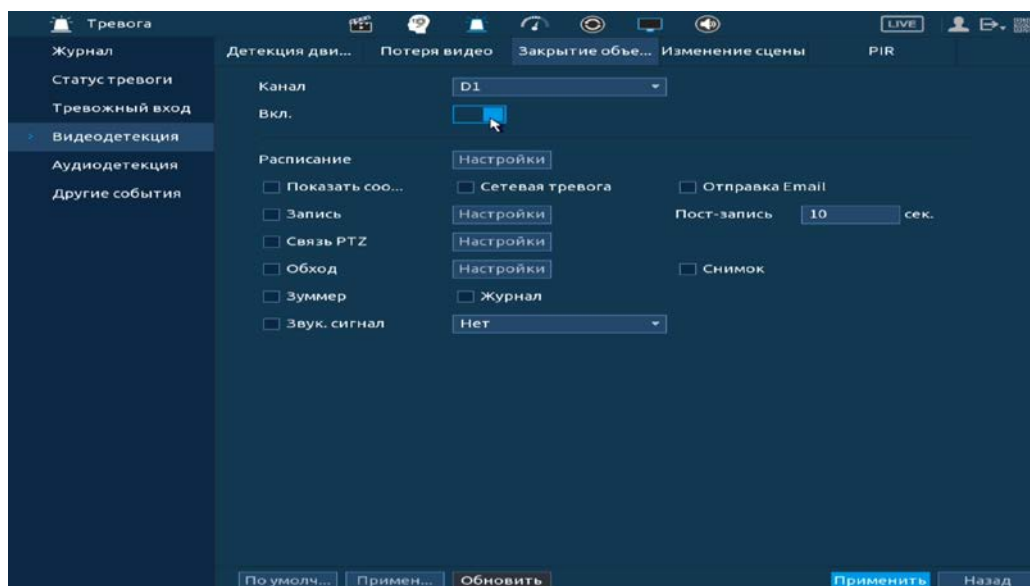 Тревога
LIVE
Журнал
Статус тревоги
Тревожный вход
Видеодетекция
Аудиодетекция
Другие события
Детекция дви... Потеря видео Закрытие объе... Изменение сцены PIR
Канал D1
Вкл.
Расписание Настройки
Показать соо... Сетевая тревога Отправка Email
Запись Настройки Пост-запись 10 сек.
Связь PTZ Настройки
Обход Настройки Снимок
Зуммер Журнал
Звук. сигнал Нет
По умолч... Примен... Обновить Применить Назад